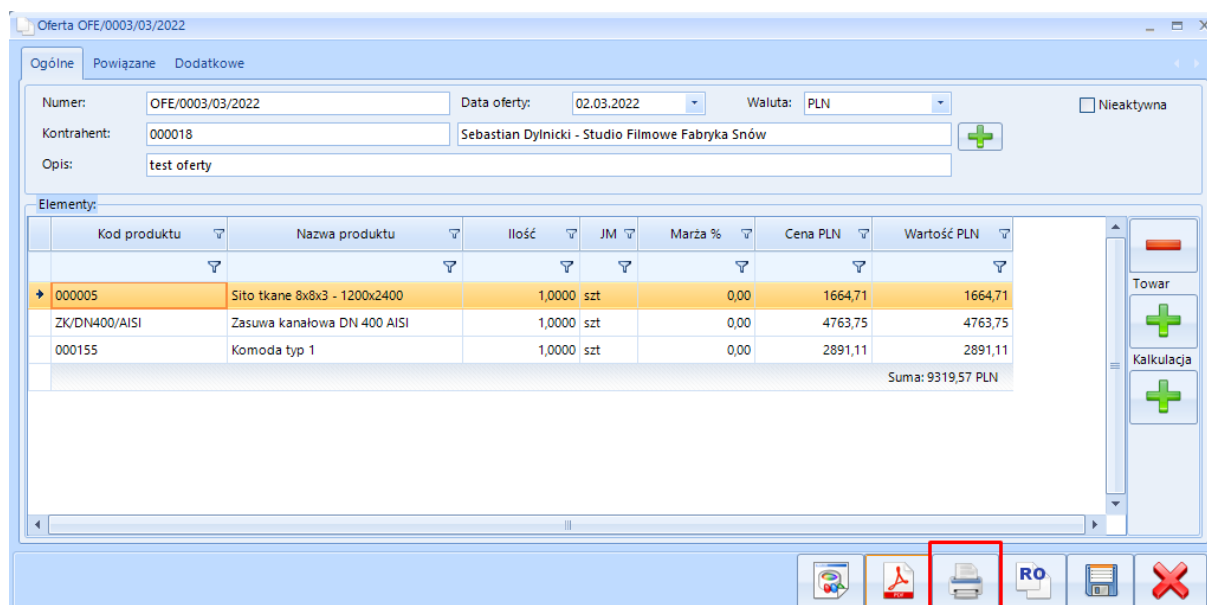 Oferta OFE/0003/03/2022
Ogólne Powiązane Dodatkowe
Numer: OFE/0003/03/2022 Data oferty: 02.03.2022 Waluta: PLN Nieaktywna
Kontrahent: 000018 Sebastian Dylnicki - Studio Filmowe Fabryka Snów
Opis: test oferty
Elementy:
Kod produktu Nazwa produktu Ilość JM Marża % Cena PLN Wartość PLN
000005 Sito tkane 8x8x3 - 1200x2400 1,0000 szt 0,00 1664,71 1664,71
Towar
ZK/DN400/AISI Zasuwa kanałowa DN 400 AISI 1,0000 szt 0,00 4763,75 4763,75
000155 Komoda typ 1 1,0000 szt 0,00 2891,11 2891,11
Kalkulacja
Suma: 9319,57 PLN
PDF RO